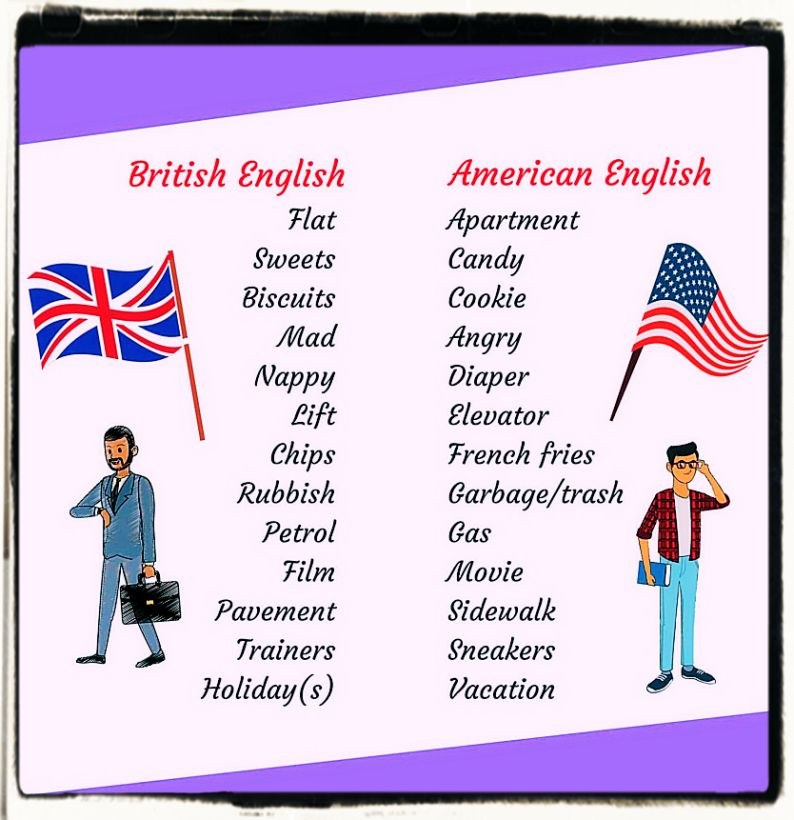 British English American English
Flat Apartment
Sweets Candy
Biscuits Cookie
Mad Angry
Nappy Diaper
Lift Elevator
Chips French fries
Rubbish Garbage/trash
Petrol Gas
Film Movie
Pavement Sidewalk
Trainers Sneakers
Holiday(s) Vacation